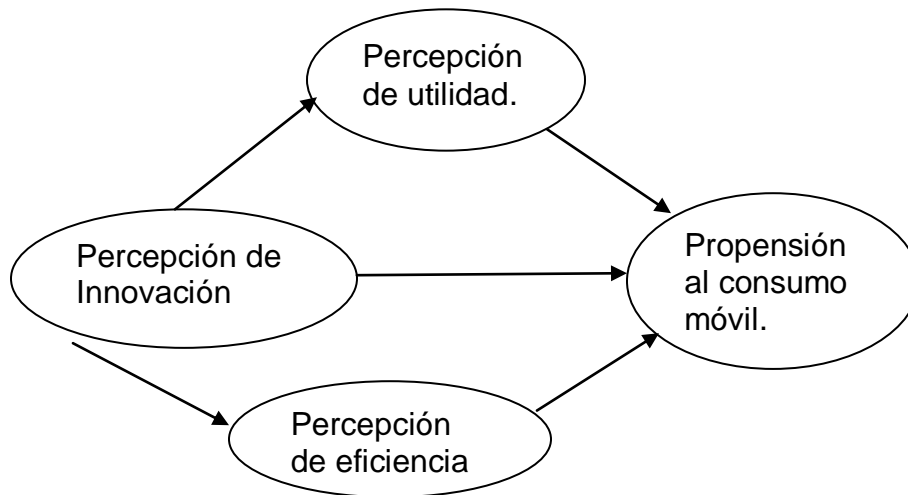 Percepción
de utilidad.
Percepción de
Innovación
Propensión
al consumo
móvil.
Percepción
de eficiencia